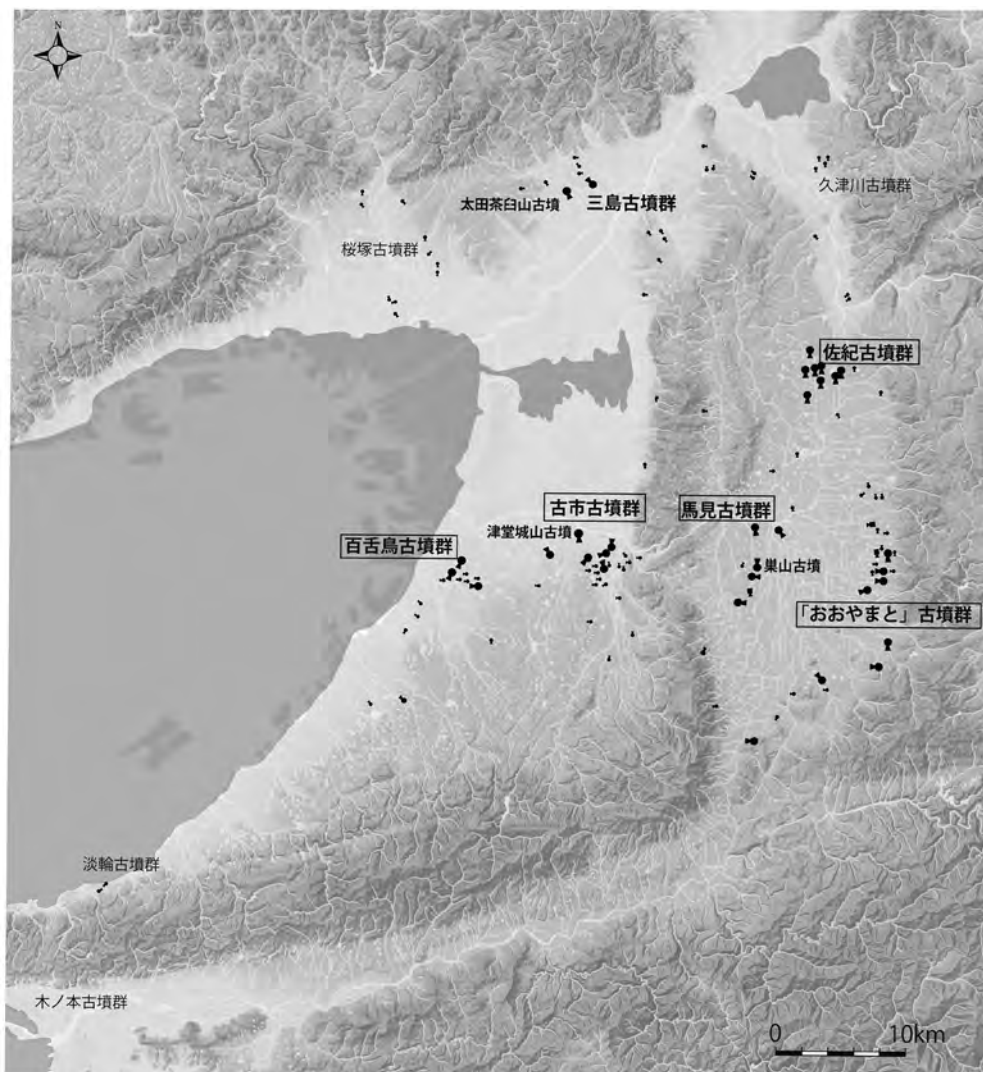 N
久津川古墳群
太田茶臼山古墳
三島古墳群
桜塚古墳群
佐紀古墳群
古市古墳群
馬見古墳群
津堂城山古墳
百舌鳥古墳群
巣山古墳
「おおやまと」古墳群
淡輪古墳群
木ノ本古墳群
0 10km